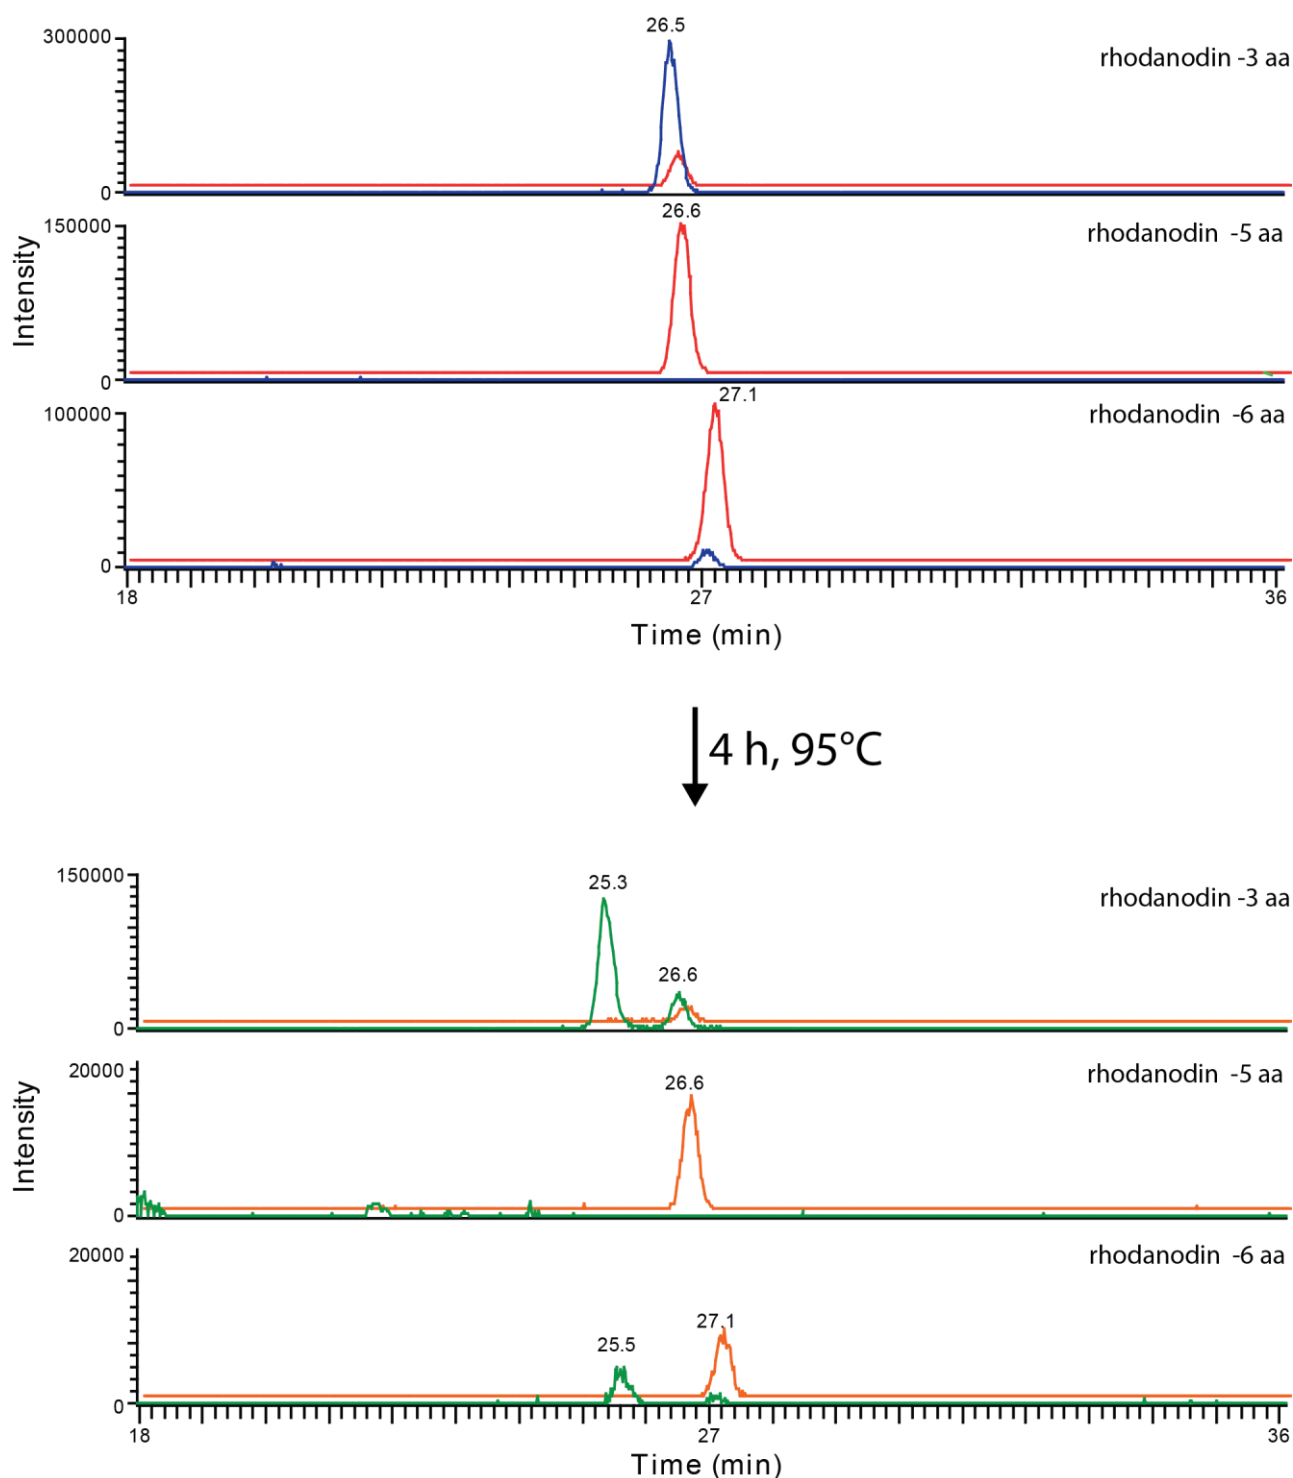 26.5
300000
rhodanodin -3 aa
0
26.6
150000
rhodanodin -5 aa
Intensity
0
27.1
100000
rhodanodin -6 aa
0
18
27
36
Time (min)
4 h, 95°C
150000
25.3
rhodanodin -3 aa
26.6
0
20000
26.6
rhodanodin -5 aa
Intensity
0
20000
rhodanodin -6 aa
27.1
25.5
0
18
27
36
Time (min)